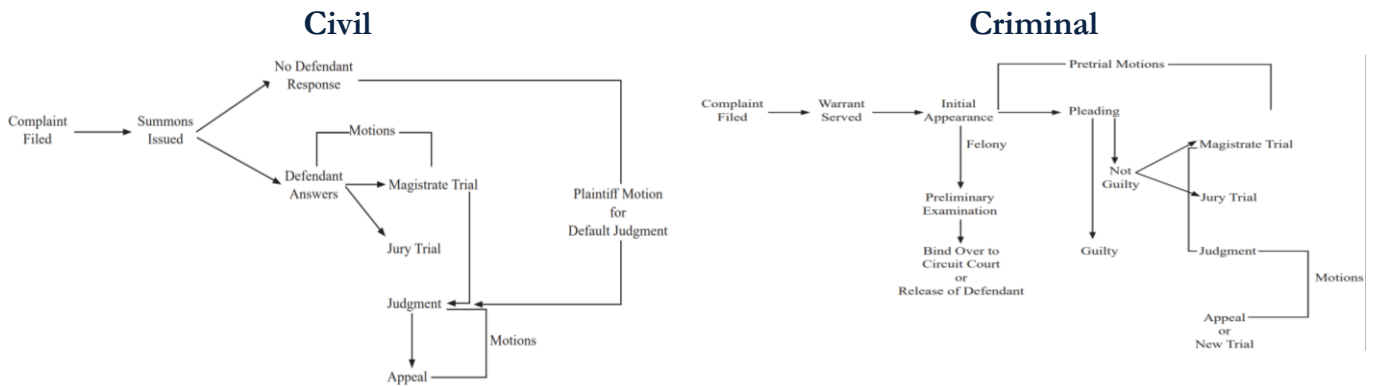 Civil
No Defendant
Response
Complaint
Filed
Summons
Issued
Motions
Defendant
Answers
Magistrate Trial
Plaintiff Motion
for
Default Judgment
Jury Trial
Judgment
Motions
Appeal
Criminal
Pretrial Motions
Complaint
Filed
Warrant
Served
Initial
Appearance
Pleading
Felony
Magistrate Trial
Not
Guilty
Preliminary
Examination
Jury Trial
Bind Over to
Circuit Court
or
Release of Defendant
Guilty
Judgment
Motions
Appeal
or
New Trial